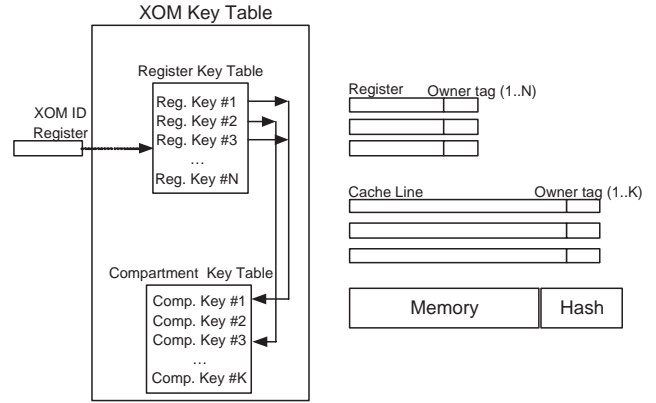 XOM Key Table
Register Key Table
Reg. Key #1
Reg. Key #2
Reg. Key #3
…
Reg. Key #N
XOM ID
Register
Compartment Key Table
Comp. Key #1
Comp. Key #2
Comp. Key #3
…
Comp. Key #K
Register Owner tag (1..N)
Cache Line Owner tag (1..K)
Memory Hash